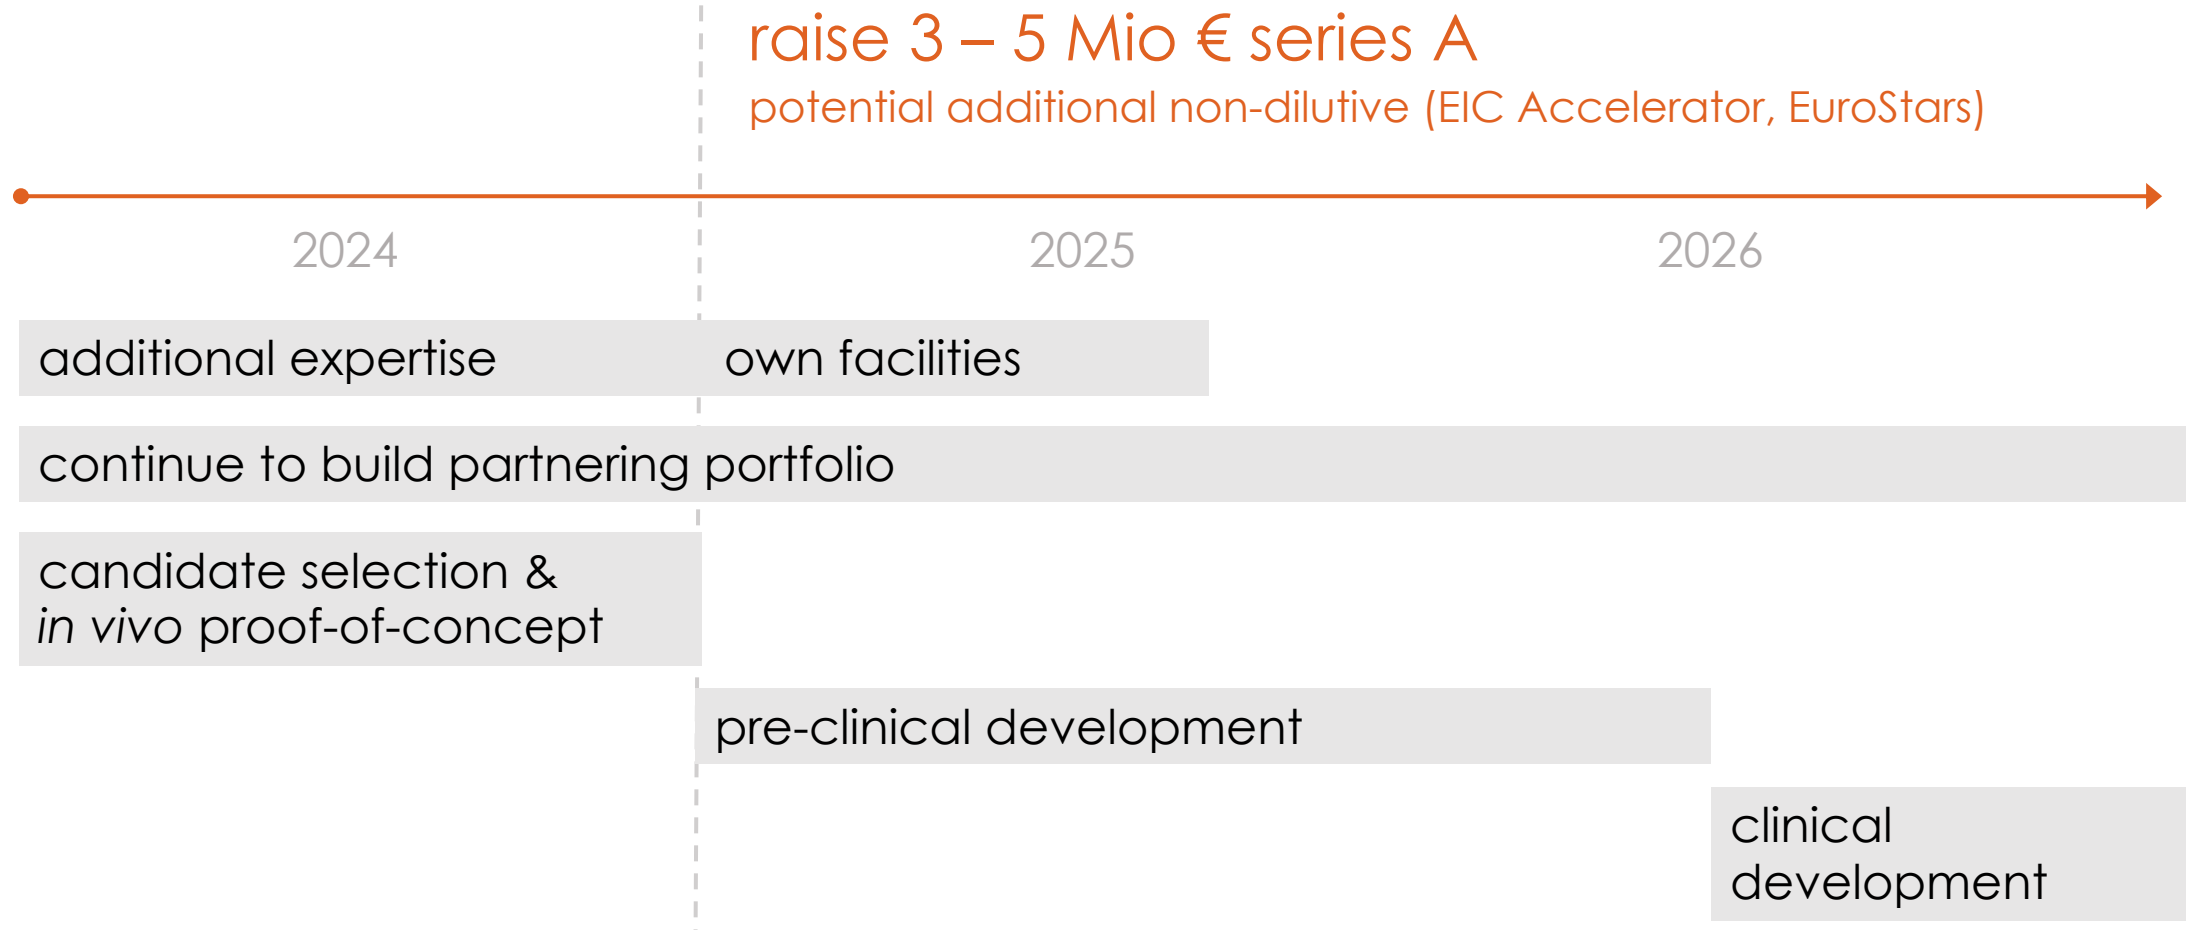 raise 3 – 5 Mio € series A
potential additional non-dilutive (EIC Accelerator, EuroStars)
2024
2025
2026
additional expertise
own facilities
continue to build partnering portfolio
candidate selection &
in vivo proof-of-concept
pre-clinical development
clinical
development